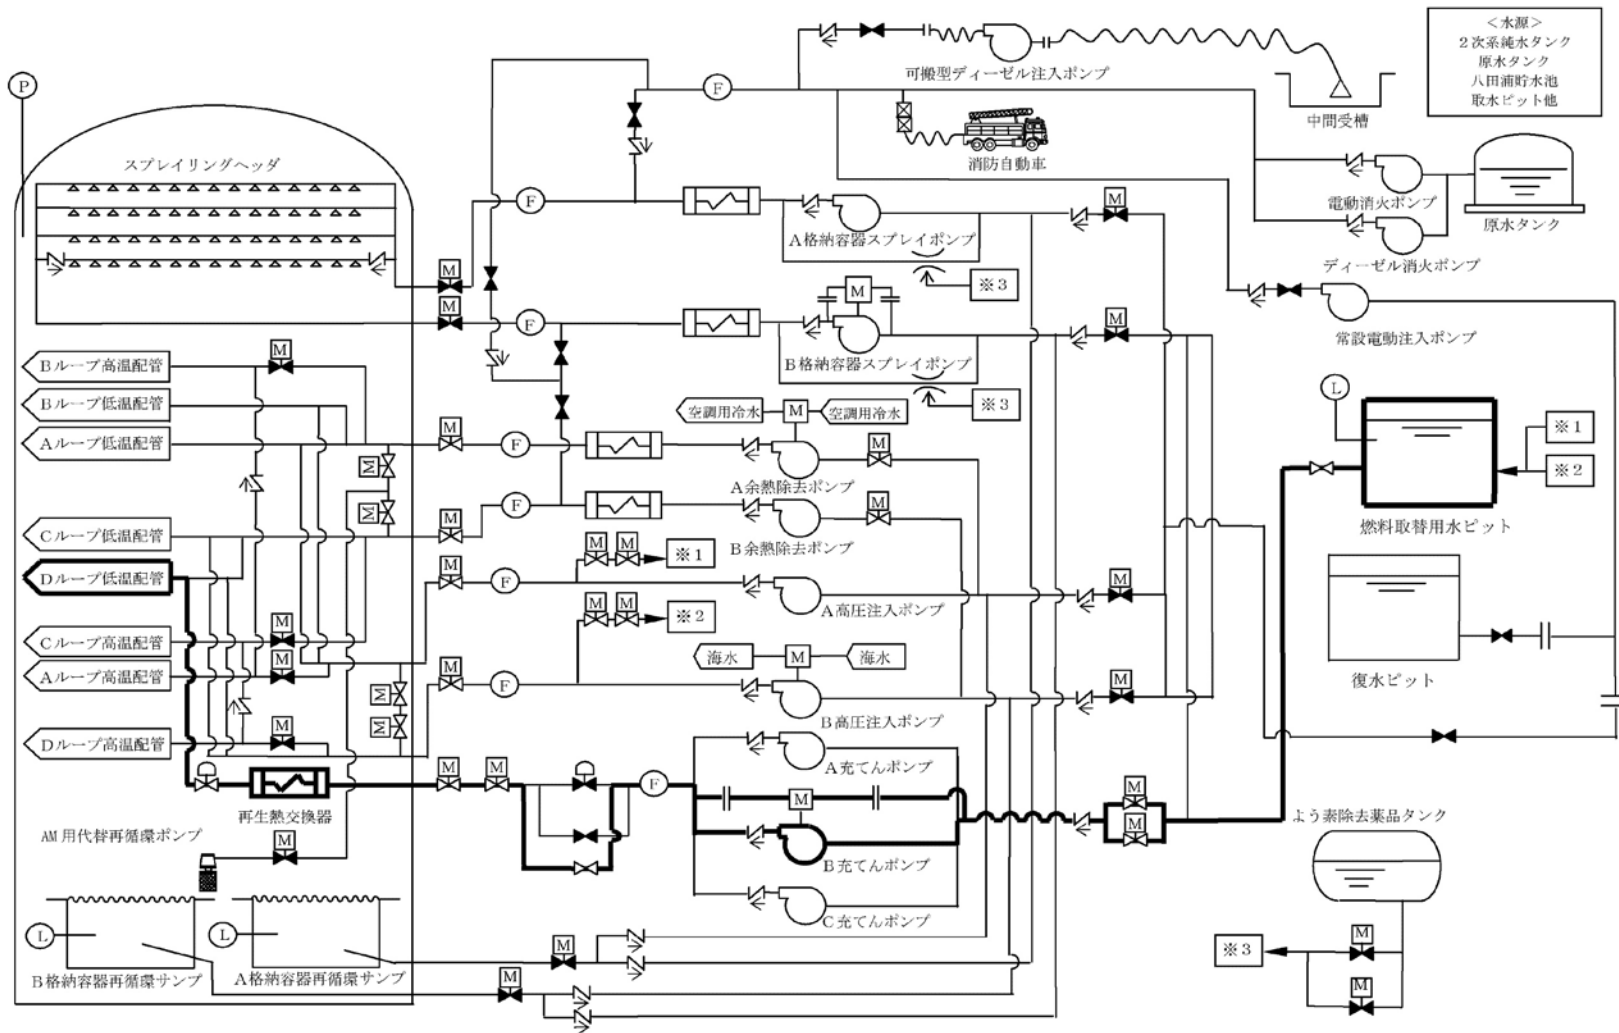 <水源>
2次系純水タンク
原水タンク
八田浦貯水池
取水ピット他
可搬型ディーゼル注入ポンプ
中間受槽
消防自動車
P
F
スプレイリングヘッダ
電動消火ポンプ
原水タンク
ディーゼル消火ポンプ
M
F
A格納容器スプレイポンプ
M
※3
M
F
M
B格納容器スプレイポンプ
M
※3
常設電動注入ポンプ
Bループ高温配管
M
Bループ低温配管
空調用冷水
M
空調用冷水
L
※1
※2
燃料取替用水ピット
Aループ低温配管
M
M
F
M
A余熱除去ポンプ
M
Cループ低温配管
M
F
M
B余熱除去ポンプ
M
M
※1
Dループ低温配管
M
F
A高圧注入ポンプ
M
M
M
※2
Cループ高温配管
M
海水
M
海水
Aループ高温配管
M
M
F
B高圧注入ポンプ
M
復水ピット
M
M
Dループ高温配管
M
A充てんポンプ
再生熱交換器
M
M
F
M
M
M
AM用代替再循環ポンプ
M
B充てんポンプ
よう素除去薬品タンク
C充てんポンプ
L
L
M
B格納容器再循環サンプ
A格納容器再循環サンプ
M
※3
M
M